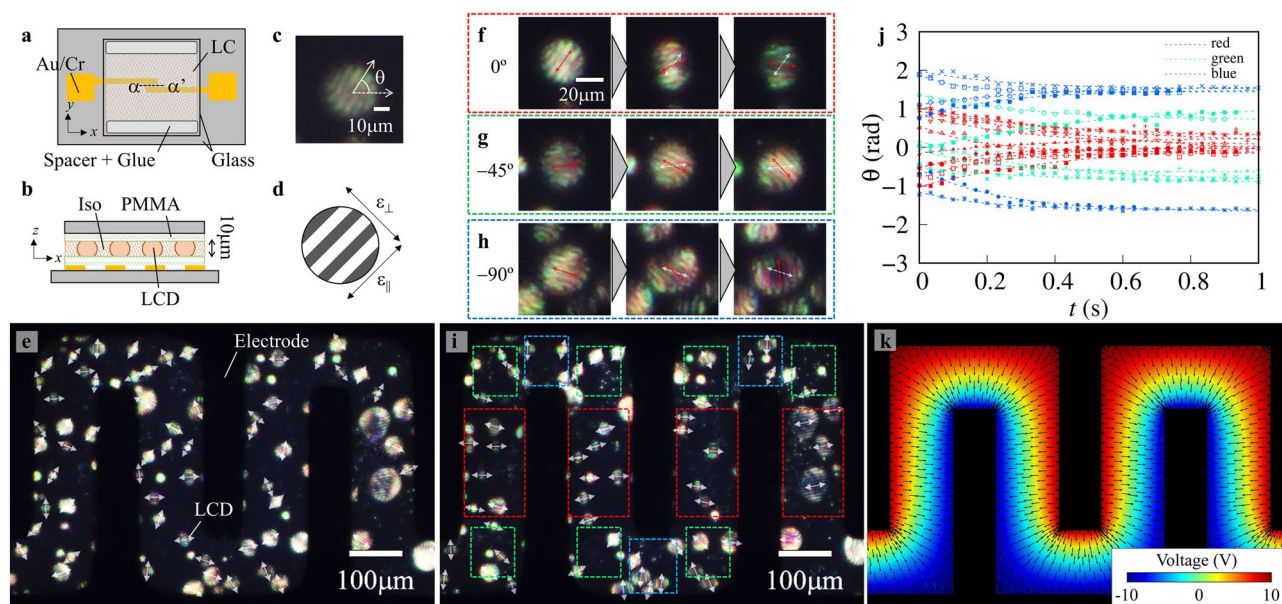 a
LC
Au/Cr
α
α'
y
x
Spacer + Glue
Glass
b
Iso
PMMA
z
x
10μm
LCD
c
θ
10μm
d
ε⊥
ε||
e
Electrode
LCD
100μm
f
0º
20μm
g
−45º
h
−90º
i
100μm
j
red
green
blue
θ (rad)
3
2
1
0
−1
−2
−3
0
0.2
0.4
0.6
0.8
1
t (s)
k
Voltage (V)
-10
0
10